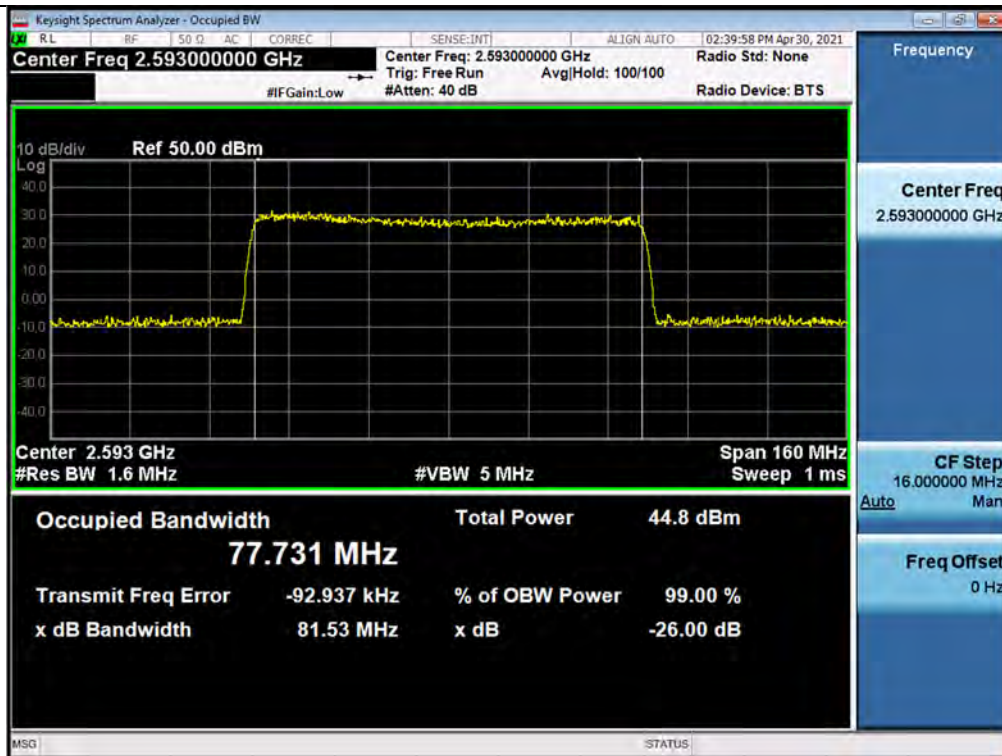 Keysight Spectrum Analyzer - Occupied BW
LXI RL RF 50 Ω AC CORREC SENSE:INT ALIGN AUTO 02:39:58 PM Apr 30, 2021
Center Freq 2.593000000 GHz
Center Freq: 2.593000000 GHz Radio Std: None
Trig: Free Run Avg|Hold: 100/100
#IFGain:Low #Atten: 40 dB Radio Device: BTS
10 dB/div Ref 50.00 dBm
Log
40.0
30.0
20.0
10.0
0.00
-10.0
-20.0
-30.0
-40.0
Center 2.593 GHz Span 160 MHz
#Res BW 1.6 MHz #VBW 5 MHz Sweep 1 ms
Occupied Bandwidth Total Power 44.8 dBm
77.731 MHz
Transmit Freq Error -92.937 kHz % of OBW Power 99.00 %
x dB Bandwidth 81.53 MHz x dB -26.00 dB
MSG STATUS
Frequency
Center Freq
2.593000000 GHz
CF Step
16.000000 MHz
Auto Man
Freq Offset
0 Hz